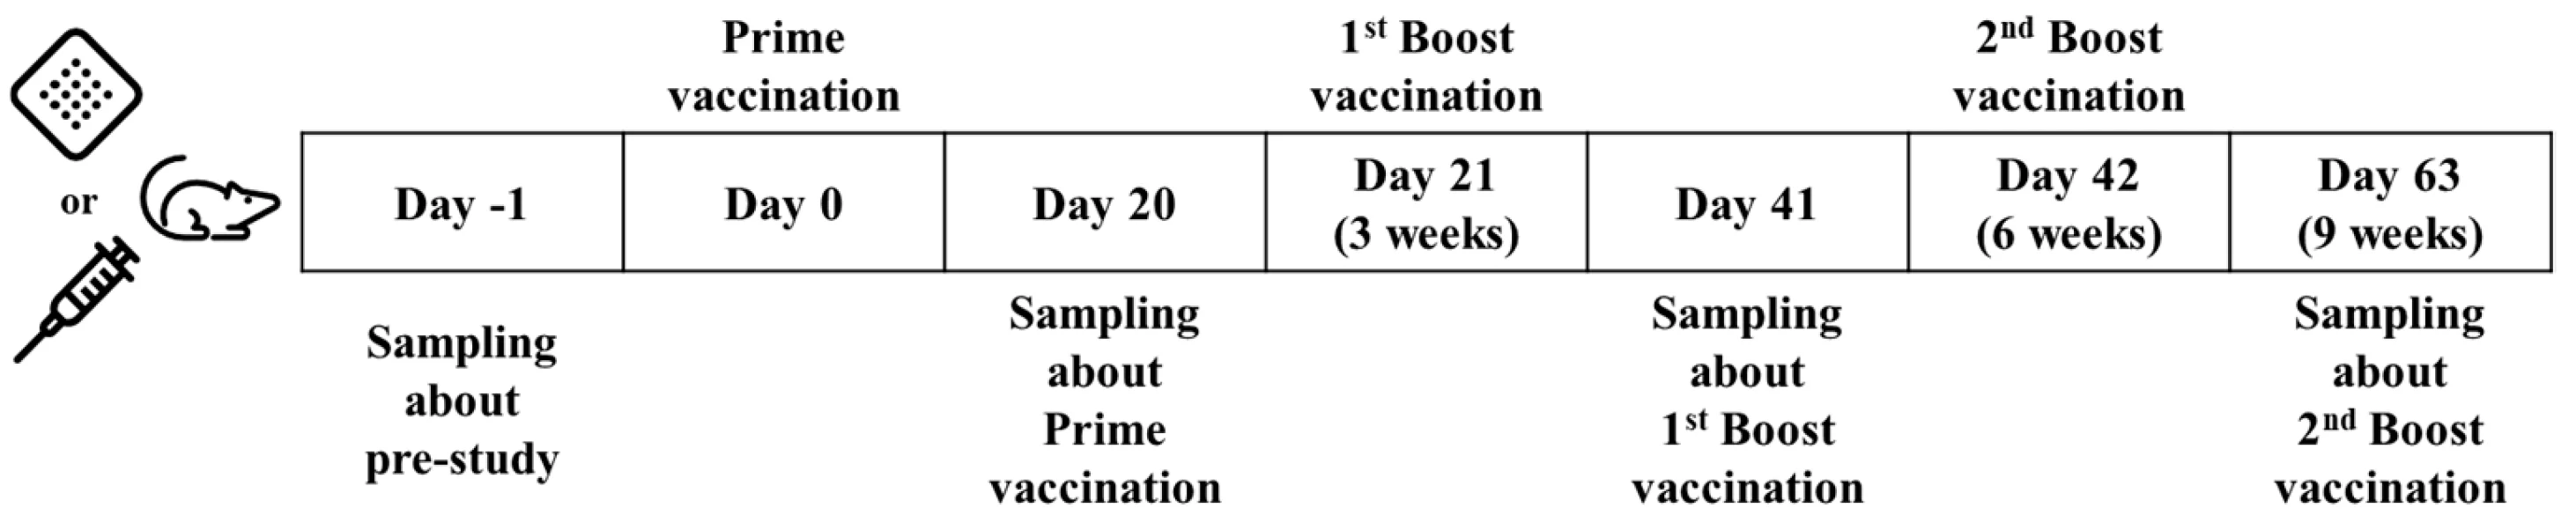 Prime
vaccination
1st Boost
vaccination
2nd Boost
vaccination
or
Day -1
Day 0
Day 20
Day 21
(3 weeks)
Day 41
Day 42
(6 weeks)
Day 63
(9 weeks)
Sampling
about
pre-study
Sampling
about
Prime
vaccination
Sampling
about
1st Boost
vaccination
Sampling
about
2nd Boost
vaccination